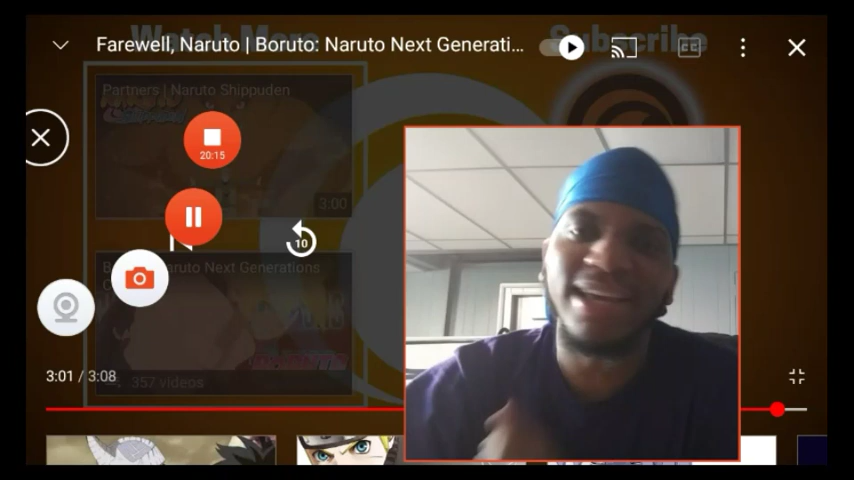 Watch More
Subscribe
Farewell, Naruto | Boruto: Naruto Next Generati...
CC
Partners | Naruto Shippuden
20:15
3:00
10
Naruto Next Generations
3:01 / 3:08
357 videos